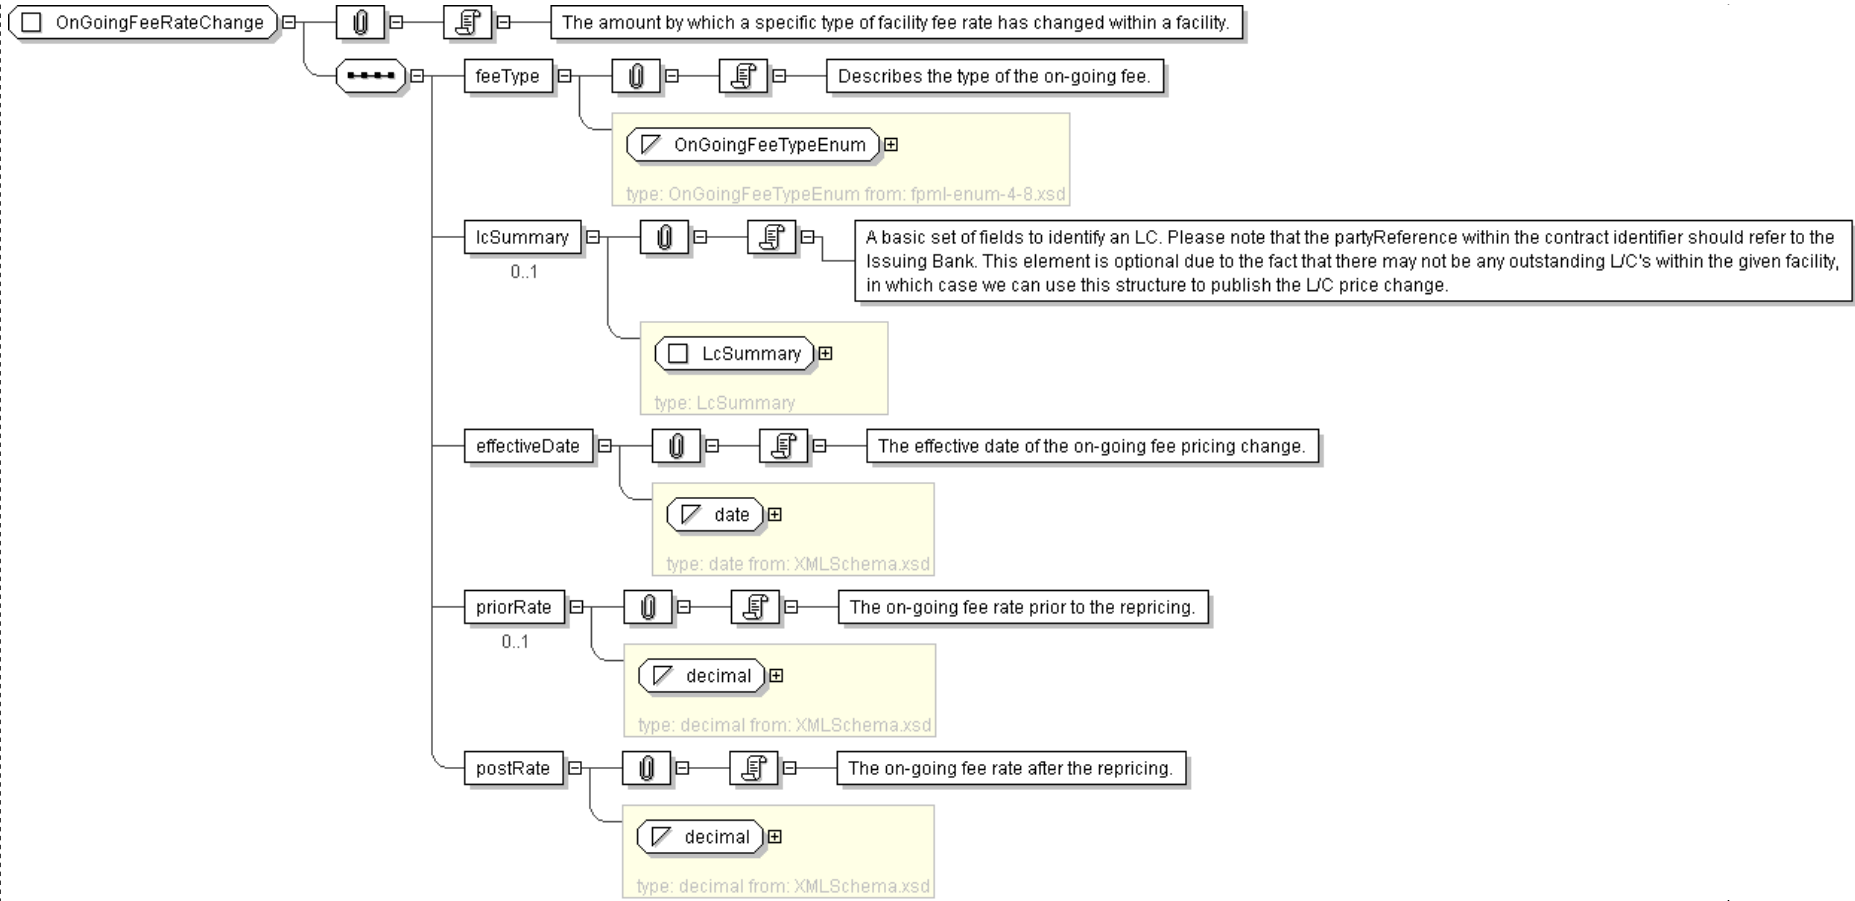 OnGoingFeeRateChange
The amount by which a specific type of facility fee rate has changed within a facility.
feeType
Describes the type of the on-going fee.
OnGoingFeeTypeEnum
type: OnGoingFeeTypeEnum from: fpml-enum-4-8.xsd
lcSummary
0..1
A basic set of fields to identify an LC. Please note that the partyReference within the contract identifier should refer to the
Issuing Bank. This element is optional due to the fact that there may not be any outstanding L/C's within the given facility,
in which case we can use this structure to publish the L/C price change.
LcSummary
type: LcSummary
effectiveDate
The effective date of the on-going fee pricing change.
date
type: date from: XMLSchema.xsd
priorRate
0..1
The on-going fee rate prior to the repricing.
decimal
type: decimal from: XMLSchema.xsd
postRate
The on-going fee rate after the repricing.
decimal
type: decimal from: XMLSchema.xsd